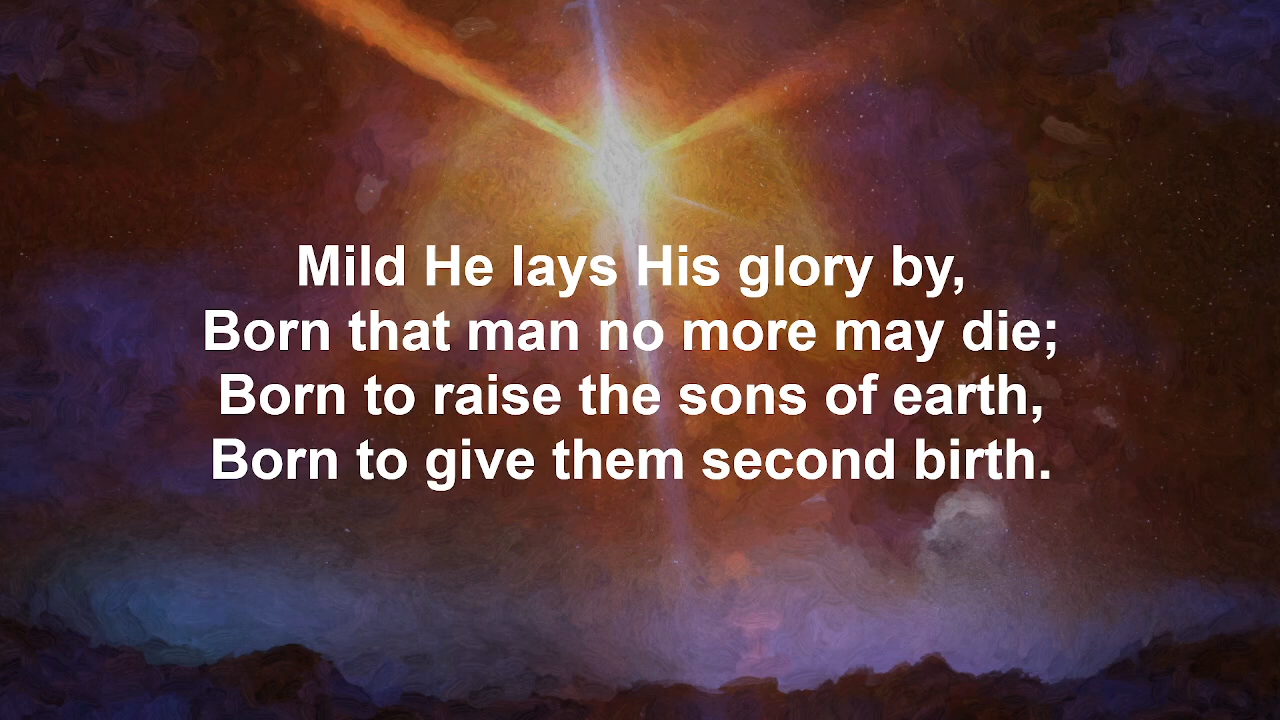 Mild He lays His glory by,
Born that man no more may die;
Born to raise the sons of earth,
Born to give them second birth.